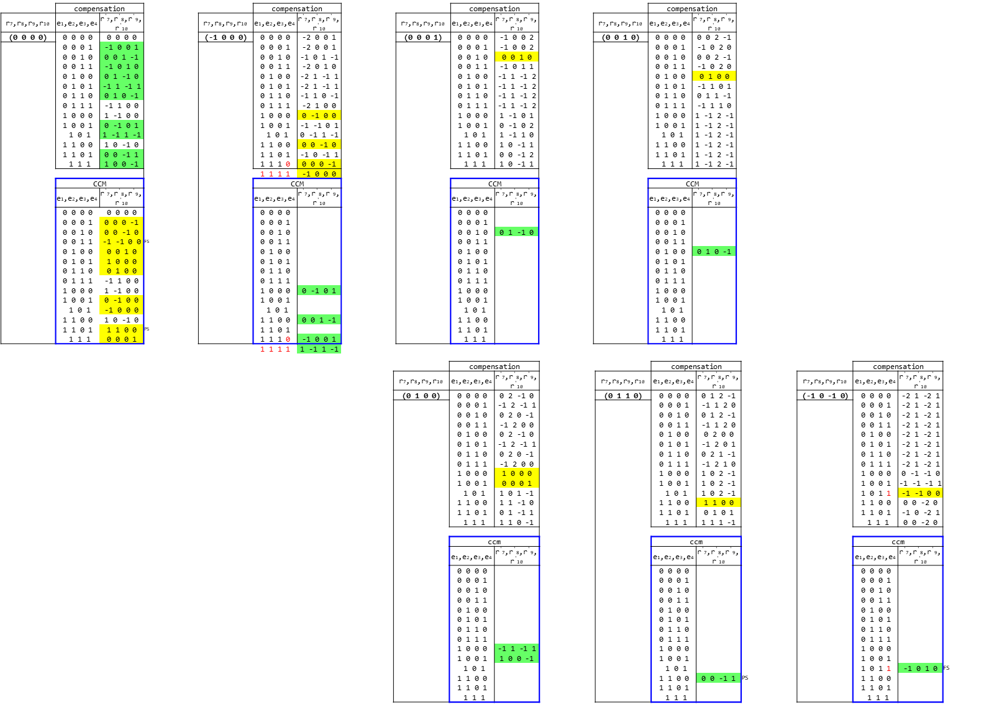 compensation compensation compensation compensation
r7,r8,r9,r10 e1,e2,e3,e4 r'7,r'8,r'9, r7,r8,r9,r10 e1,e2,e3,e4 r'7,r'8,r'9, r7,r8,r9,r10 e1,e2,e3,e4 r'7,r'8,r'9, r7,r8,r9,r10 e1,e2,e3,e4 r'7,r'8,r'9,
r'10 r'10 r'10 r'10
(0 0 0 0) 0 0 0 0 0 0 0 0 (-1 0 0 0) 0 0 0 0 -2 0 0 1 (0 0 0 1) 0 0 0 0 -1 0 0 2 (0 0 1 0) 0 0 0 0 0 0 2 -1
0 0 0 1 -1 0 0 1 0 0 0 1 -2 0 0 1 0 0 0 1 -1 0 0 2 0 0 0 1 -1 0 2 0
0 0 1 0 0 0 1 -1 0 0 1 0 -1 0 1 -1 0 0 1 0 0 0 1 0 0 0 1 0 0 0 2 -1
0 0 1 1 -1 0 1 0 0 0 1 1 -2 0 1 0 0 0 1 1 -1 0 1 1 0 0 1 1 -1 0 2 0
0 1 0 0 0 1 -1 0 0 1 0 0 -2 1 -1 1 0 1 0 0 -1 1 -1 2 0 1 0 0 0 1 0 0
0 1 0 1 -1 1 -1 1 0 1 0 1 -2 1 -1 1 0 1 0 1 -1 1 -1 2 0 1 0 1 -1 1 0 1
0 1 1 0 0 1 0 -1 0 1 1 0 -1 1 0 -1 0 1 1 0 -1 1 -1 2 0 1 1 0 0 1 1 -1
0 1 1 1 -1 1 0 0 0 1 1 1 -2 1 0 0 0 1 1 1 -1 1 -1 2 0 1 1 1 -1 1 1 0
1 0 0 0 1 -1 0 0 1 0 0 0 0 -1 0 0 1 0 0 0 1 -1 0 1 1 0 0 0 1 -1 2 -1
1 0 0 1 0 -1 0 1 1 0 0 1 -1 -1 0 1 1 0 0 1 0 -1 0 2 1 0 0 1 1 -1 2 -1
1 0 1 1 -1 1 -1 1 0 1 0 -1 1 -1 1 0 1 1 -1 1 0 1 0 1 1 -1 2 -1
1 1 0 0 1 0 -1 0 1 1 0 0 0 0 -1 0 1 1 0 0 1 0 -1 1 1 1 0 0 1 -1 2 -1
1 1 0 1 0 0 -1 1 1 1 0 1 -1 0 -1 1 1 1 0 1 0 0 -1 2 1 1 0 1 1 -1 2 -1
1 1 1 1 0 0 -1 1 1 1 0 0 0 0 -1 1 1 1 1 0 -1 1 1 1 1 1 -1 2 -1
1 1 1 1 -1 0 0 0
CCM CCM CCM CCM
e1,e2,e3,e4 r'7,r'8,r'9, e1,e2,e3,e4 r'7,r'8,r'9, e1,e2,e3,e4 r'7,r'8,r'9, e1,e2,e3,e4 r'7,r'8,r'9,
r'10 r'10 r'10 r'10
0 0 0 0 0 0 0 0 0 0 0 0 0 0 0 0 0 0 0 0
0 0 0 1 0 0 0 -1 0 0 0 1 0 0 0 1 0 0 0 1
0 0 1 0 0 0 -1 0 0 0 1 0 0 0 1 0 0 1 -1 0 0 0 1 0
0 0 1 1 -1 -1 0 0 FS 0 0 1 1 0 0 1 1 0 0 1 1
0 1 0 0 0 0 1 0 0 1 0 0 0 1 0 0 0 1 0 0 0 1 0 -1
0 1 0 1 1 0 0 0 0 1 0 1 0 1 0 1 0 1 0 1
0 1 1 0 0 1 0 0 0 1 1 0 0 1 1 0 0 1 1 0
0 1 1 1 -1 1 0 0 0 1 1 1 0 1 1 1 0 1 1 1
1 0 0 0 1 -1 0 0 1 0 0 0 0 -1 0 1 1 0 0 0 1 0 0 0
1 0 0 1 0 -1 0 0 1 0 0 1 1 0 0 1 1 0 0 1
1 0 1 -1 0 0 0 1 0 1 1 0 1 1 0 1
1 1 0 0 1 0 -1 0 1 1 0 0 0 0 1 -1 1 1 0 0 1 1 0 0
1 1 0 1 1 1 0 0 PS 1 1 0 1 1 1 0 1 1 1 0 1
1 1 1 0 0 0 1 1 1 1 0 -1 0 0 1 1 1 1 1 1 1
1 1 1 1 1 -1 1 -1
compensation compensation compensation
r7,r8,r9,r10 e1,e2,e3,e4 r'7,r'8,r'9, r7,r8,r9,r10 e1,e2,e3,e4 r'7,r'8,r'9, r7,r8,r9,r10 e1,e2,e3,e4 r'7,r'8,r'9,
r'10 r'10 r'10
(0 1 0 0) 0 0 0 0 0 2 -1 0 (0 1 1 0) 0 0 0 0 0 1 2 -1 (-1 0 -1 0) 0 0 0 0 -2 1 -2 1
0 0 0 1 -1 2 -1 1 0 0 0 1 -1 1 2 0 0 0 0 1 -2 1 -2 1
0 0 1 0 0 2 0 -1 0 0 1 0 0 1 2 -1 0 0 1 0 -2 1 -2 1
0 0 1 1 -1 2 0 0 0 0 1 1 -1 1 2 0 0 0 1 1 -2 1 -2 1
0 1 0 0 0 2 -1 0 0 1 0 0 0 2 0 0 0 1 0 0 -2 1 -2 1
0 1 0 1 -1 2 -1 1 0 1 0 1 -1 2 0 1 0 1 0 1 -2 1 -2 1
0 1 1 0 0 2 0 -1 0 1 1 0 0 2 1 -1 0 1 1 0 -2 1 -2 1
0 1 1 1 -1 2 0 0 0 1 1 1 -1 2 1 0 0 1 1 1 -2 1 -2 1
1 0 0 0 1 0 0 0 1 0 0 0 1 0 2 -1 1 0 0 0 0 -1 -1 0
1 0 0 1 0 0 0 1 1 0 0 1 1 0 2 -1 1 0 0 1 -1 -1 -1 1
1 0 1 1 0 1 -1 1 0 1 1 0 2 -1 1 0 1 1 -1 -1 0 0
1 1 0 0 1 1 -1 0 1 1 0 0 1 1 0 0 1 1 0 0 0 0 -2 0
1 1 0 1 0 1 -1 1 1 1 0 1 0 1 0 1 1 1 0 1 -1 0 -2 1
1 1 1 1 1 0 -1 1 1 1 1 1 1 -1 1 1 1 0 0 -2 0
ccm ccm ccm
e1,e2,e3,e4 r'7,r'8,r'9, e1,e2,e3,e4 r'7,r'8,r'9, e1,e2,e3,e4 r'7,r'8,r'9,
r'10 r'10 r'10
0 0 0 0 0 0 0 0 0 0 0 0
0 0 0 1 0 0 0 1 0 0 0 1
0 0 1 0 0 0 1 0 0 0 1 0
0 0 1 1 0 0 1 1 0 0 1 1
0 1 0 0 0 1 0 0 0 1 0 0
0 1 0 1 0 1 0 1 0 1 0 1
0 1 1 0 0 1 1 0 0 1 1 0
0 1 1 1 0 1 1 1 0 1 1 1
1 0 0 0 -1 1 -1 1 1 0 0 0 1 0 0 0
1 0 0 1 1 0 0 -1 1 0 0 1 1 0 0 1
1 0 1 1 0 1 1 0 1 1 -1 0 1 0 FS
1 1 0 0 1 1 0 0 0 0 -1 1 PS 1 1 0 0
1 1 0 1 1 1 0 1 1 1 0 1
1 1 1 1 1 1 1 1 1